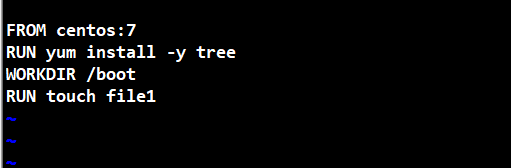 FROM centos:7
RUN yum install -y tree
WORKDIR /boot
RUN touch file1
~
~
~